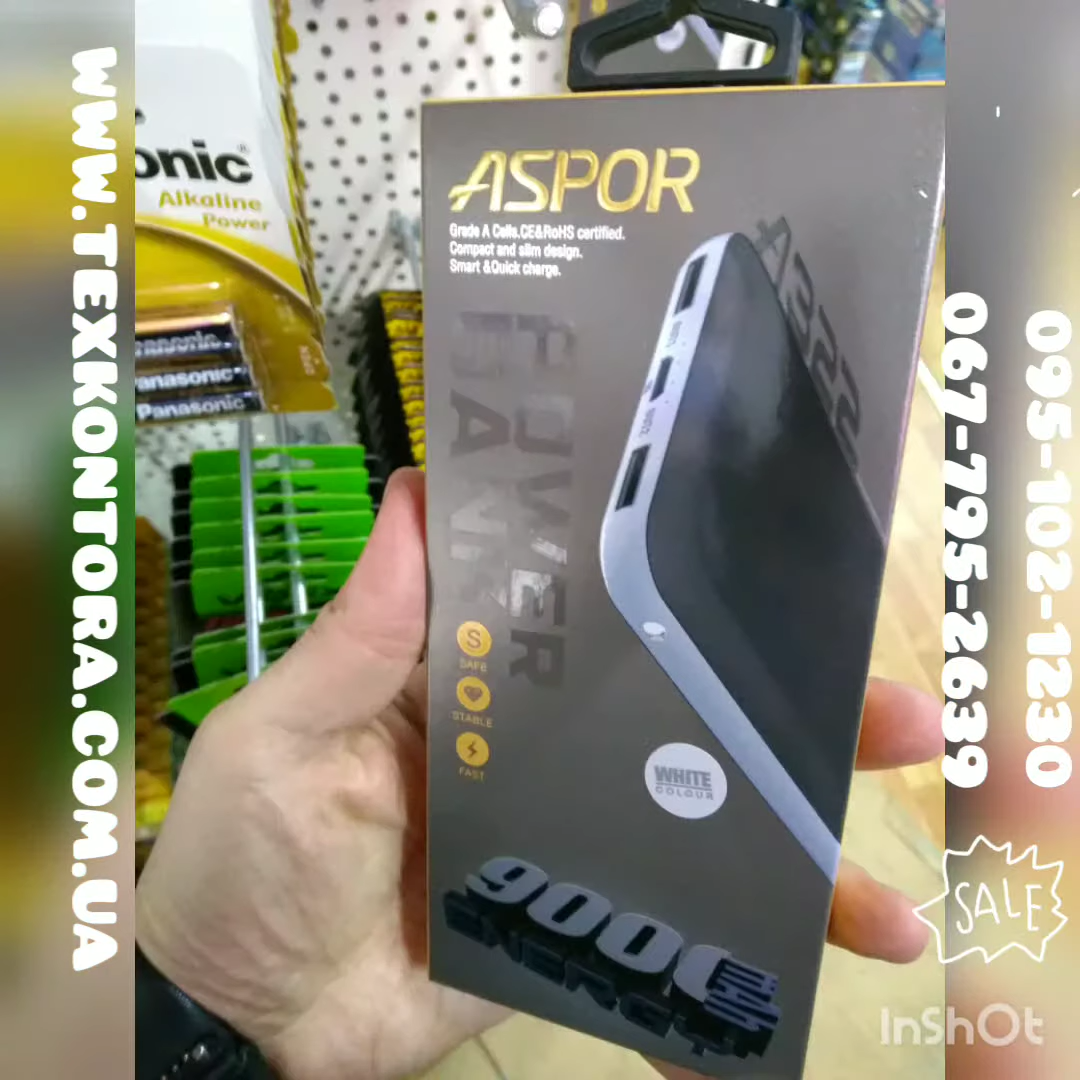 www.TEXKONTORA.COM.UA
onic®
Alkaline
Power
Panasonic
Panasonic
Panasonic
ASPOR
Grade A Cells,CE&RoHS certified.
Compact and slim design.
Smart &Quick charge.
POWER
BANK
S
SAFE
STABLE
FAST
WHITE
COLOUR
9000
ENERGY
067-795-2639
095-102-1230
SALE
InShOt